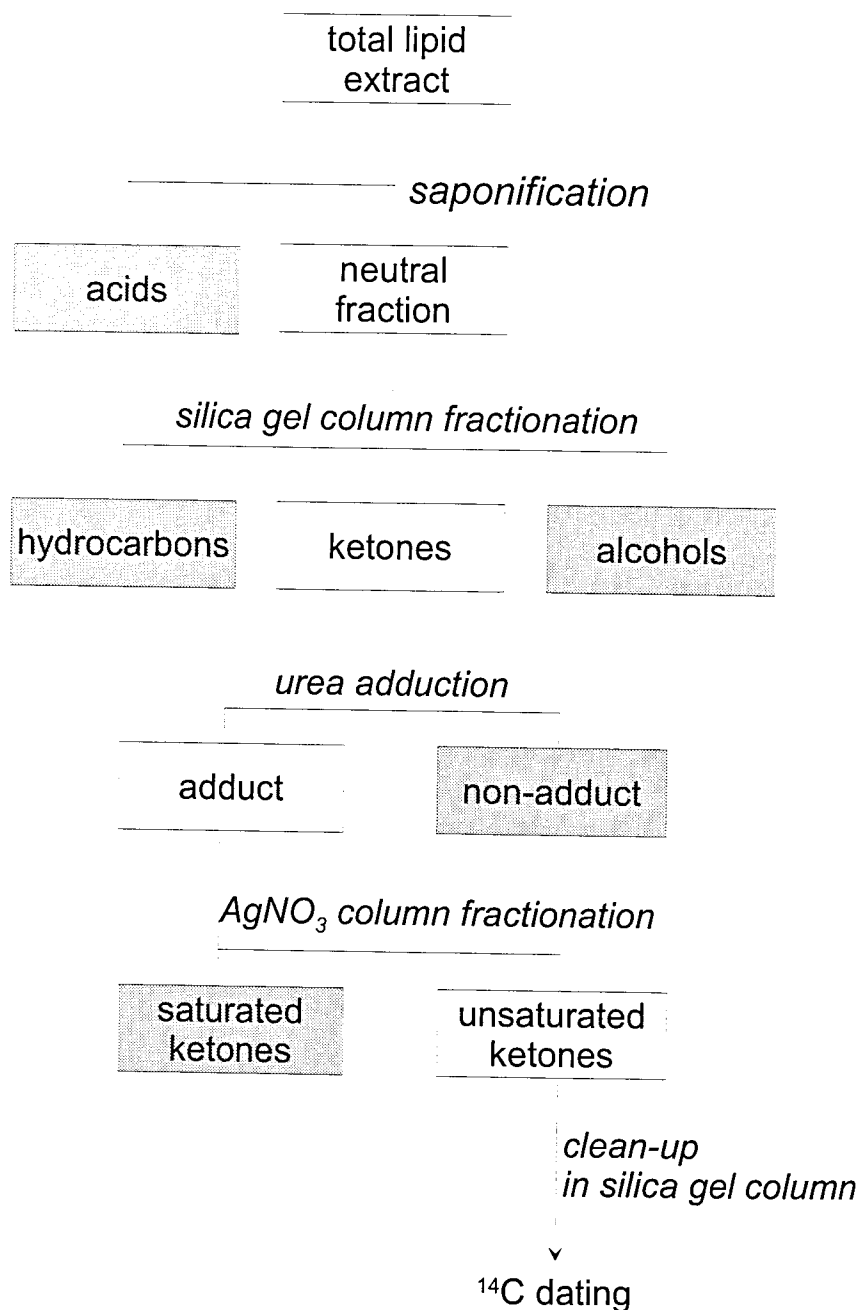 total lipid
extract
saponification
acids
neutral
fraction
silica gel column fractionation
hydrocarbons
ketones
alcohols
urea adduction
adduct
non-adduct
AgNO₃ column fractionation
saturated
ketones
unsaturated
ketones
clean-up
in silica gel column
¹⁴C dating